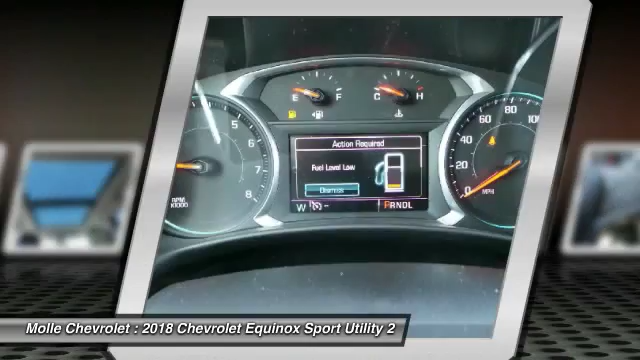 E F
C H
5
6
7
8
RPM
x1000
Action Required
Fuel Level Low
Dismiss
W
PRNDL
100
80
60
40
20
0
MPH
Molle Chevrolet : 2018 Chevrolet Equinox Sport Utility 2